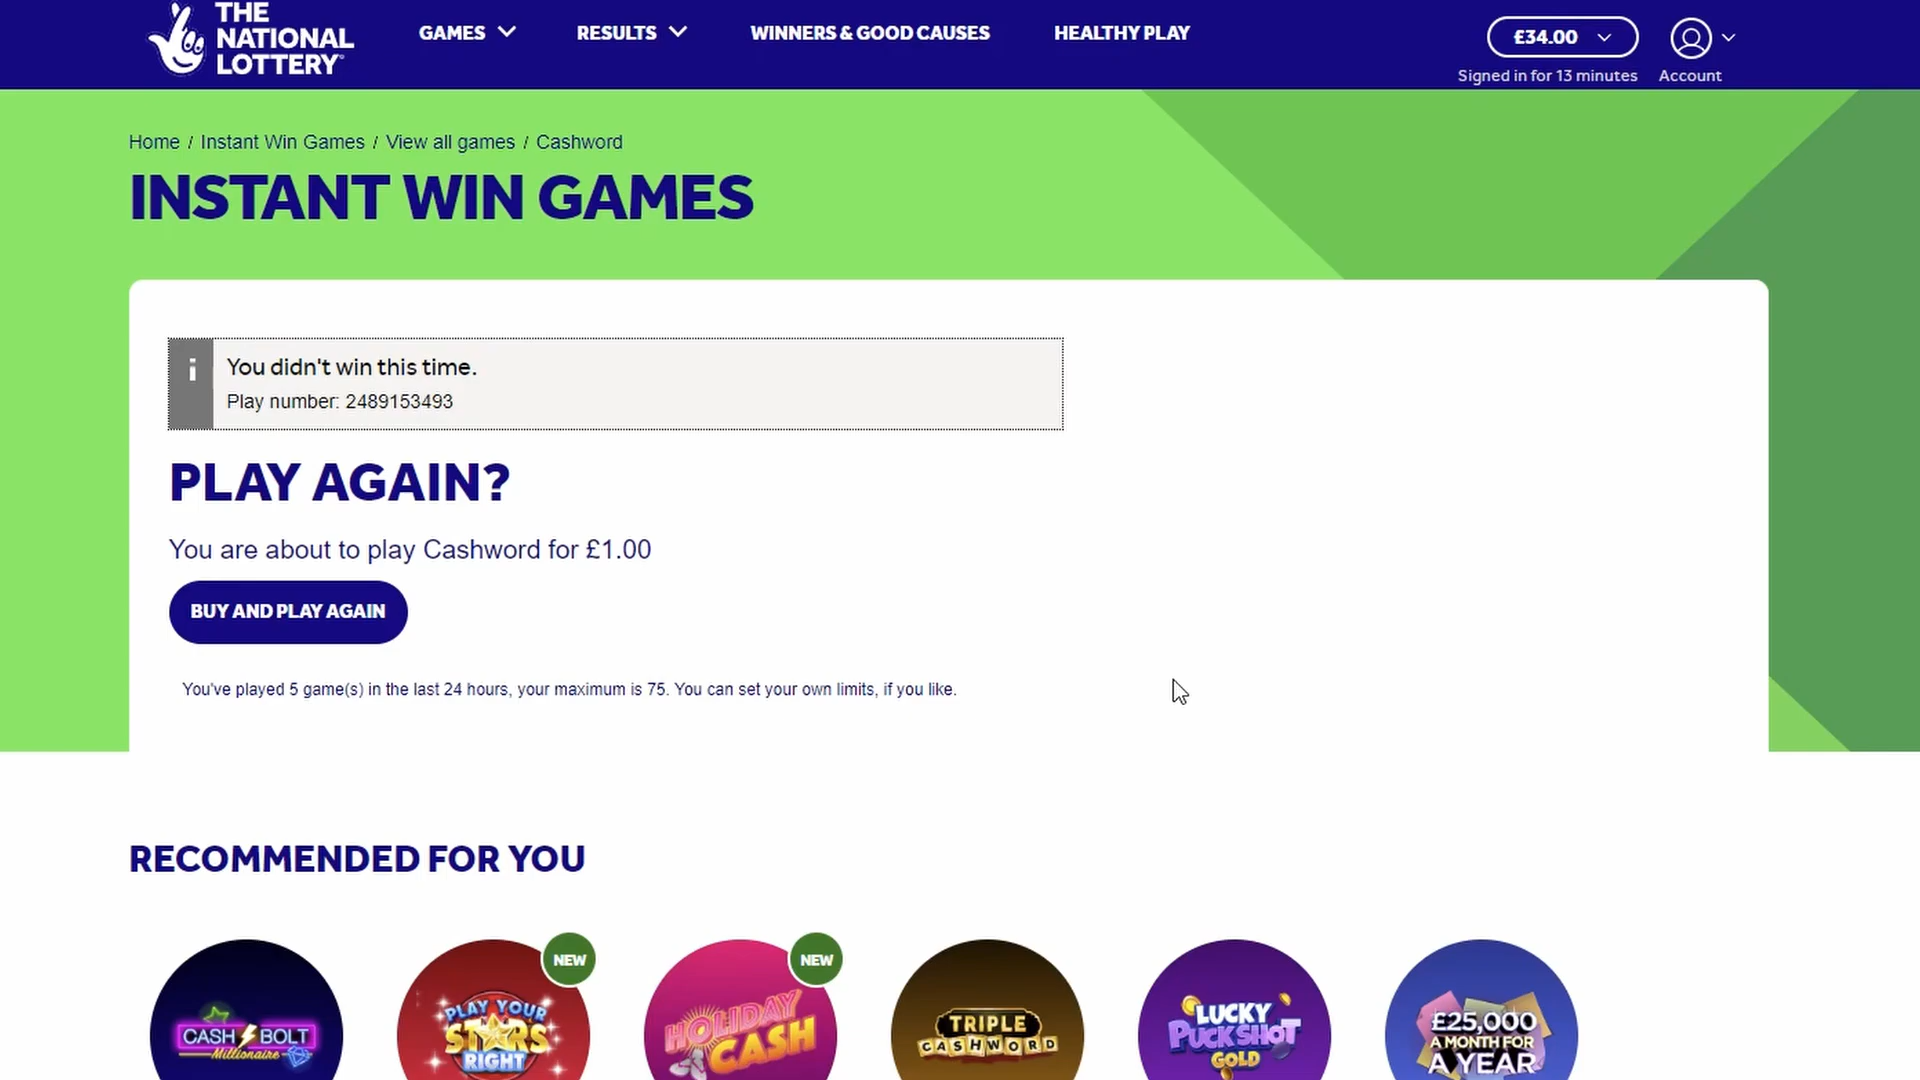 THE
NATIONAL
LOTTERY®
GAMES
RESULTS
WINNERS & GOOD CAUSES
HEALTHY PLAY
£34.00
Signed in for 13 minutes
Account
Home / Instant Win Games / View all games / Cashword
INSTANT WIN GAMES
i
You didn't win this time.
Play number: 2489153493
PLAY AGAIN?
You are about to play Cashword for £1.00
BUY AND PLAY AGAIN
You've played 5 game(s) in the last 24 hours, your maximum is 75. You can set your own limits, if you like.
RECOMMENDED FOR YOU
CASH BOLT
Millionaire
NEW
PLAY YOUR
STARS
RIGHT
NEW
HOLIDAY
CASH
TRIPLE
CASHWORD
LUCKY
PUCKSHOT
GOLD
£25,000
A MONTH FOR
A YEAR